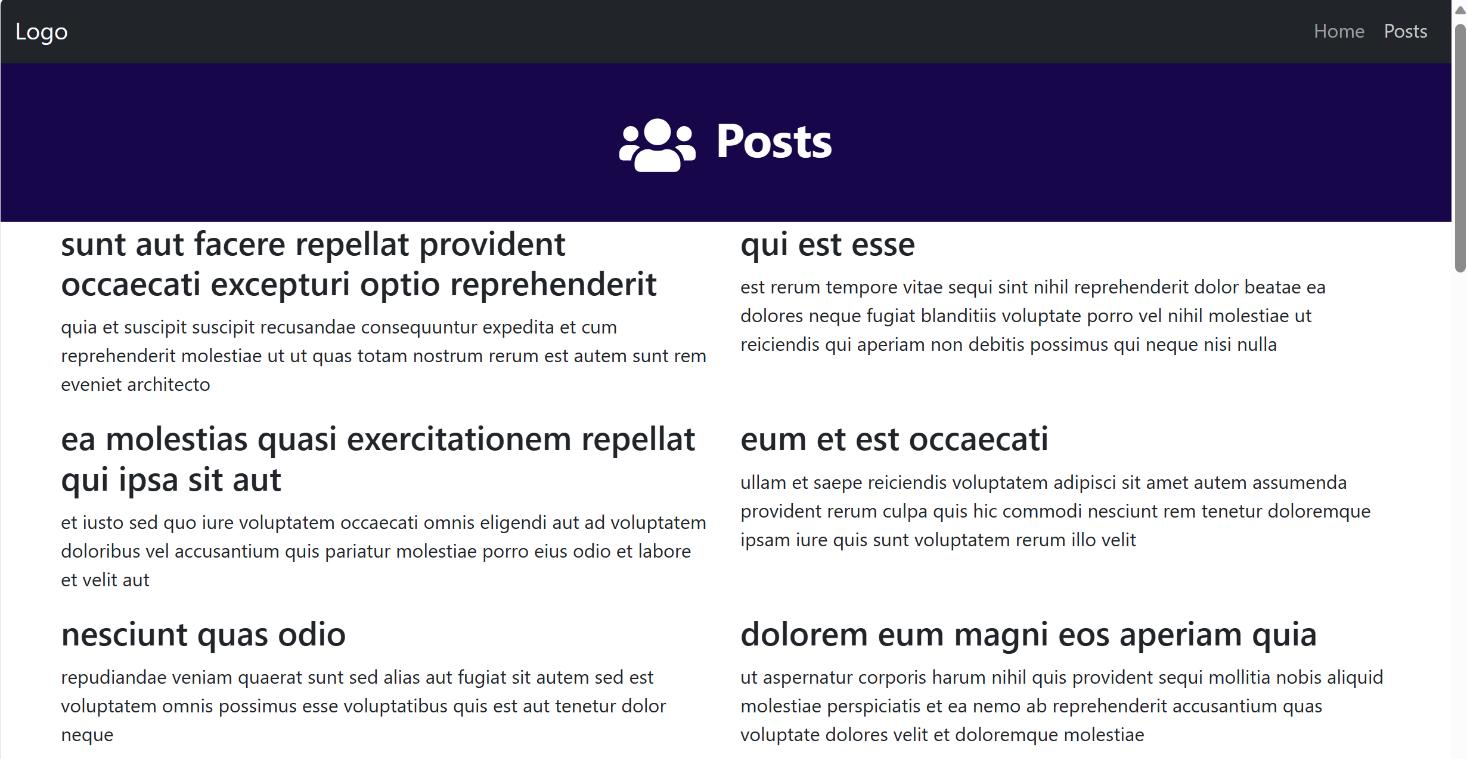 Logo
Home Posts
Posts
sunt aut facere repellat provident
occaecati excepturi optio reprehenderit
quia et suscipit suscipit recusandae consequuntur expedita et cum
reprehenderit molestiae ut ut quas totam nostrum rerum est autem sunt rem
eveniet architecto
qui est esse
est rerum tempore vitae sequi sint nihil reprehenderit dolor beatae ea
dolores neque fugiat blanditiis voluptate porro vel nihil molestiae ut
reiciendis qui aperiam non debitis possimus qui neque nisi nulla
ea molestias quasi exercitationem repellat
qui ipsa sit aut
et iusto sed quo iure voluptatem occaecati omnis eligendi aut ad voluptatem
doloribus vel accusantium quis pariatur molestiae porro eius odio et labore
et velit aut
eum et est occaecati
ullam et saepe reiciendis voluptatem adipisci sit amet autem assumenda
provident rerum culpa quis hic commodi nesciunt rem tenetur doloremque
ipsam iure quis sunt voluptatem rerum illo velit
nesciunt quas odio
repudiandae veniam quaerat sunt sed alias aut fugiat sit autem sed est
voluptatem omnis possimus esse voluptatibus quis est aut tenetur dolor
neque
dolorem eum magni eos aperiam quia
ut aspernatur corporis harum nihil quis provident sequi mollitia nobis aliquid
molestiae perspiciatis et ea nemo ab reprehenderit accusantium quas
voluptate dolores velit et doloremque molestiae